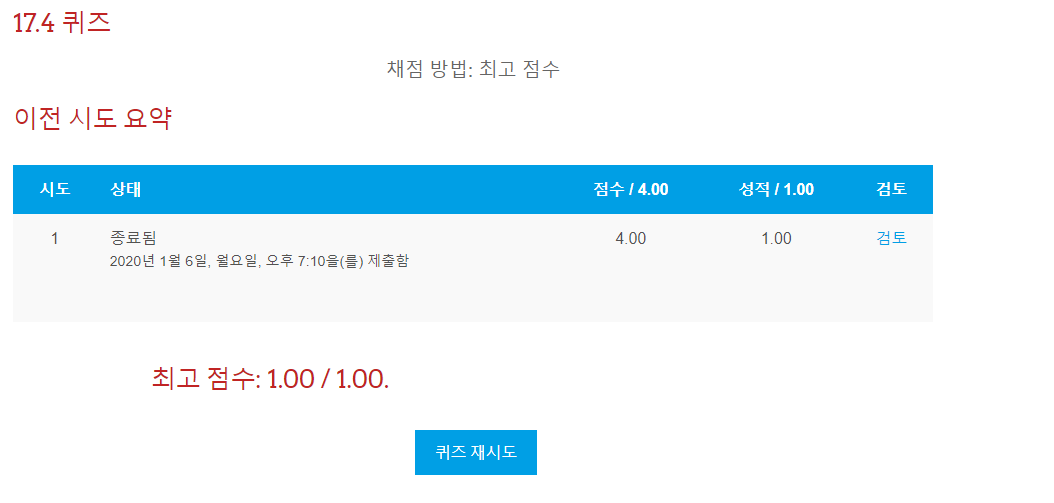 17.4 퀴즈
채점 방법: 최고 점수
이전 시도 요약
시도 상태 점수 / 4.00 성적 / 1.00 검토
1 종료됨 4.00 1.00 검토
2020년 1월 6일, 월요일, 오후 7:10을(를) 제출함
최고 점수: 1.00 / 1.00.
퀴즈 재시도